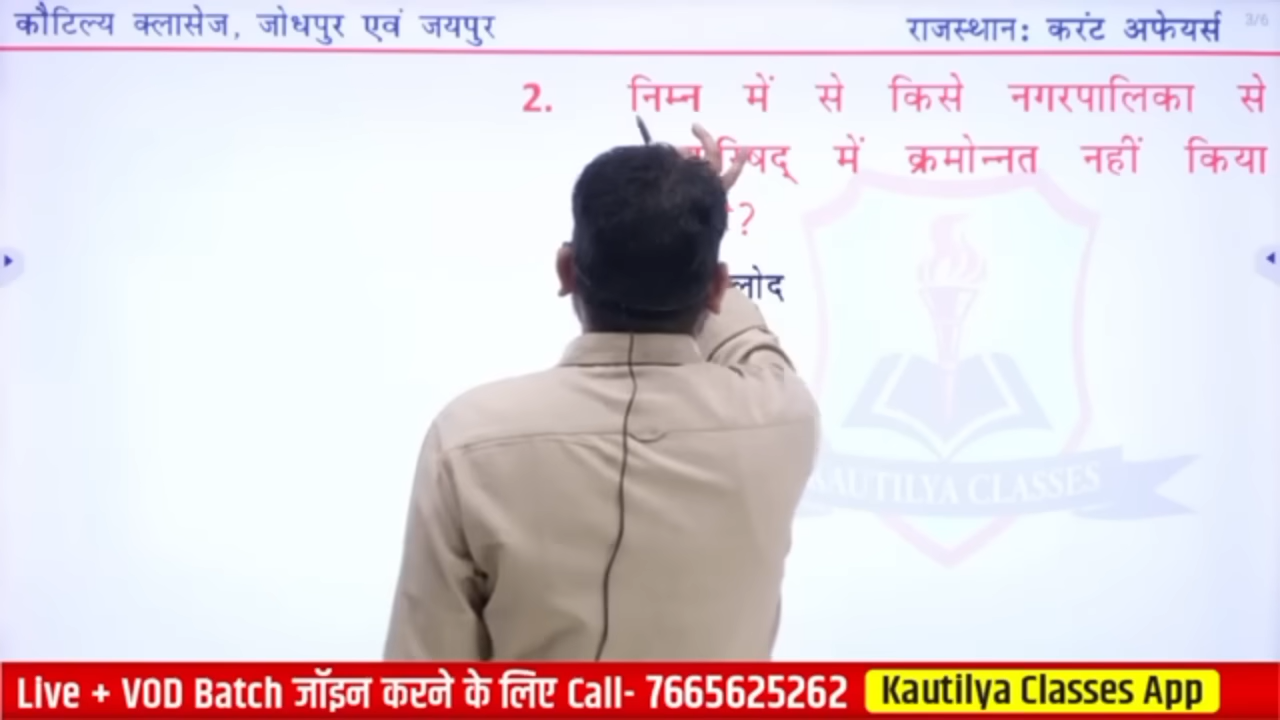 कौटिल्य क्लासेज, जोधपुर एवं जयपुर
राजस्थान: करंट अफेयर्स
3/6
2. निम्न में से किसे नगरपालिका से
में क्रमोन्नत नहीं किया
?
KAUTILYA CLASSES
Live + VOD Batch जॉइन करने के लिए Call- 7665625262
Kautilya Classes App